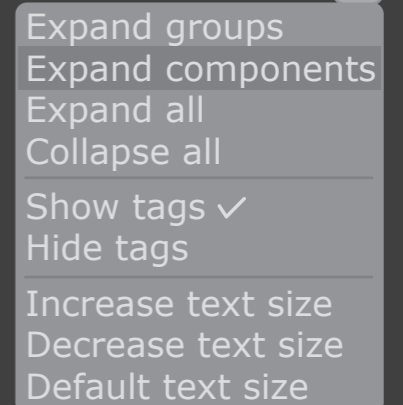 Expand groups
Expand components
Expand all
Collapse all
Show tags ✓
Hide tags
Increase text size
Decrease text size
Default text size